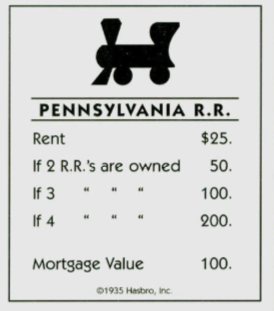 PENNSYLVANIA R.R.
Rent $25.
If 2 R.R.'s are owned 50.
If 3 " " " 100.
If 4 " " " 200.
Mortgage Value 100.
©1935 Hasbro, Inc.